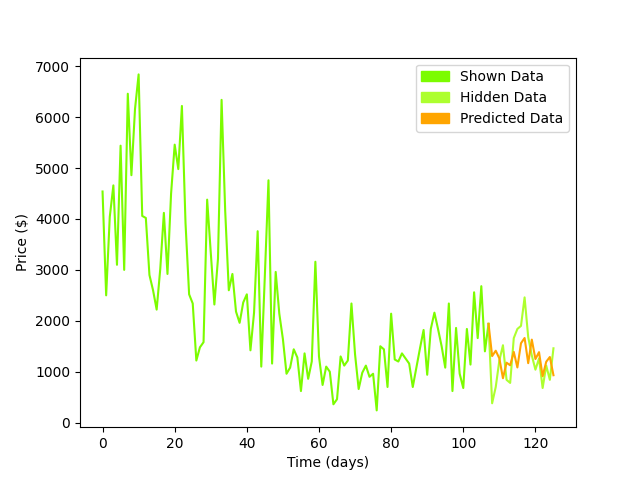 7000
6000
5000
4000
3000
2000
1000
0
Price ($)
Shown Data
Hidden Data
Predicted Data
0 20 40 60 80 100 120
Time (days)